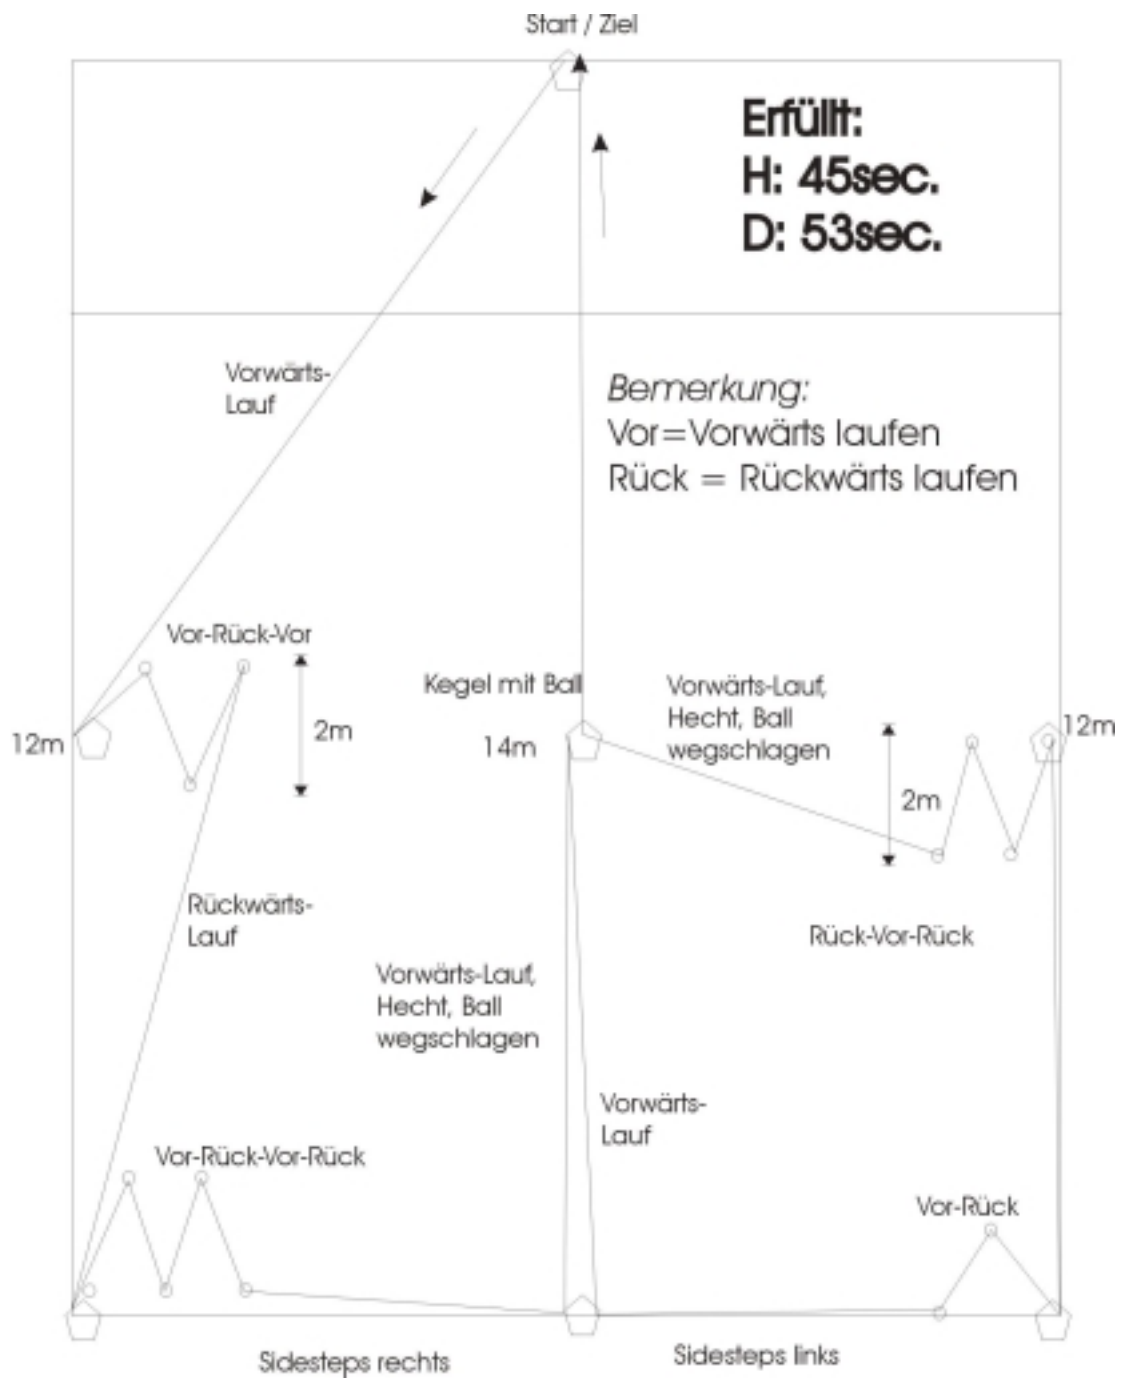 Start / Ziel
Erfüllt:
H: 45sec.
D: 53sec.
Vorwärts-
Lauf
Bemerkung:
Vor=Vorwärts laufen
Rück = Rückwärts laufen
Vor-Rück-Vor
12m
2m
Kegel mit Ball
14m
Vorwärts-Lauf,
Hecht, Ball
wegschlagen
12m
2m
Rückwärts-
Lauf
Rück-Vor-Rück
Vorwärts-Lauf,
Hecht, Ball
wegschlagen
Vorwärts-
Lauf
Vor-Rück-Vor-Rück
Vor-Rück
Sidesteps rechts
Sidesteps links